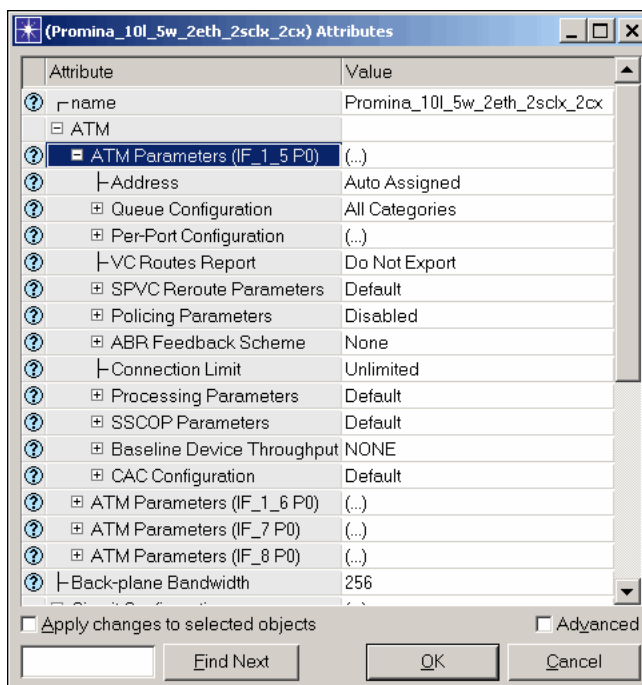 (Promina_10l_5w_2eth_2sclx_2cx) Attributes
Attribute Value
name Promina_10l_5w_2eth_2sclx_2cx
ATM
ATM Parameters (IF_1_5 P0) (...)
Address Auto Assigned
Queue Configuration All Categories
Per-Port Configuration (...)
VC Routes Report Do Not Export
SPVC Reroute Parameters Default
Policing Parameters Disabled
ABR Feedback Scheme None
Connection Limit Unlimited
Processing Parameters Default
SSCOP Parameters Default
Baseline Device Throughput NONE
CAC Configuration Default
ATM Parameters (IF_1_6 P0) (...)
ATM Parameters (IF_7 P0) (...)
ATM Parameters (IF_8 P0) (...)
Back-plane Bandwidth 256
Apply changes to selected objects Advanced
Find Next OK Cancel